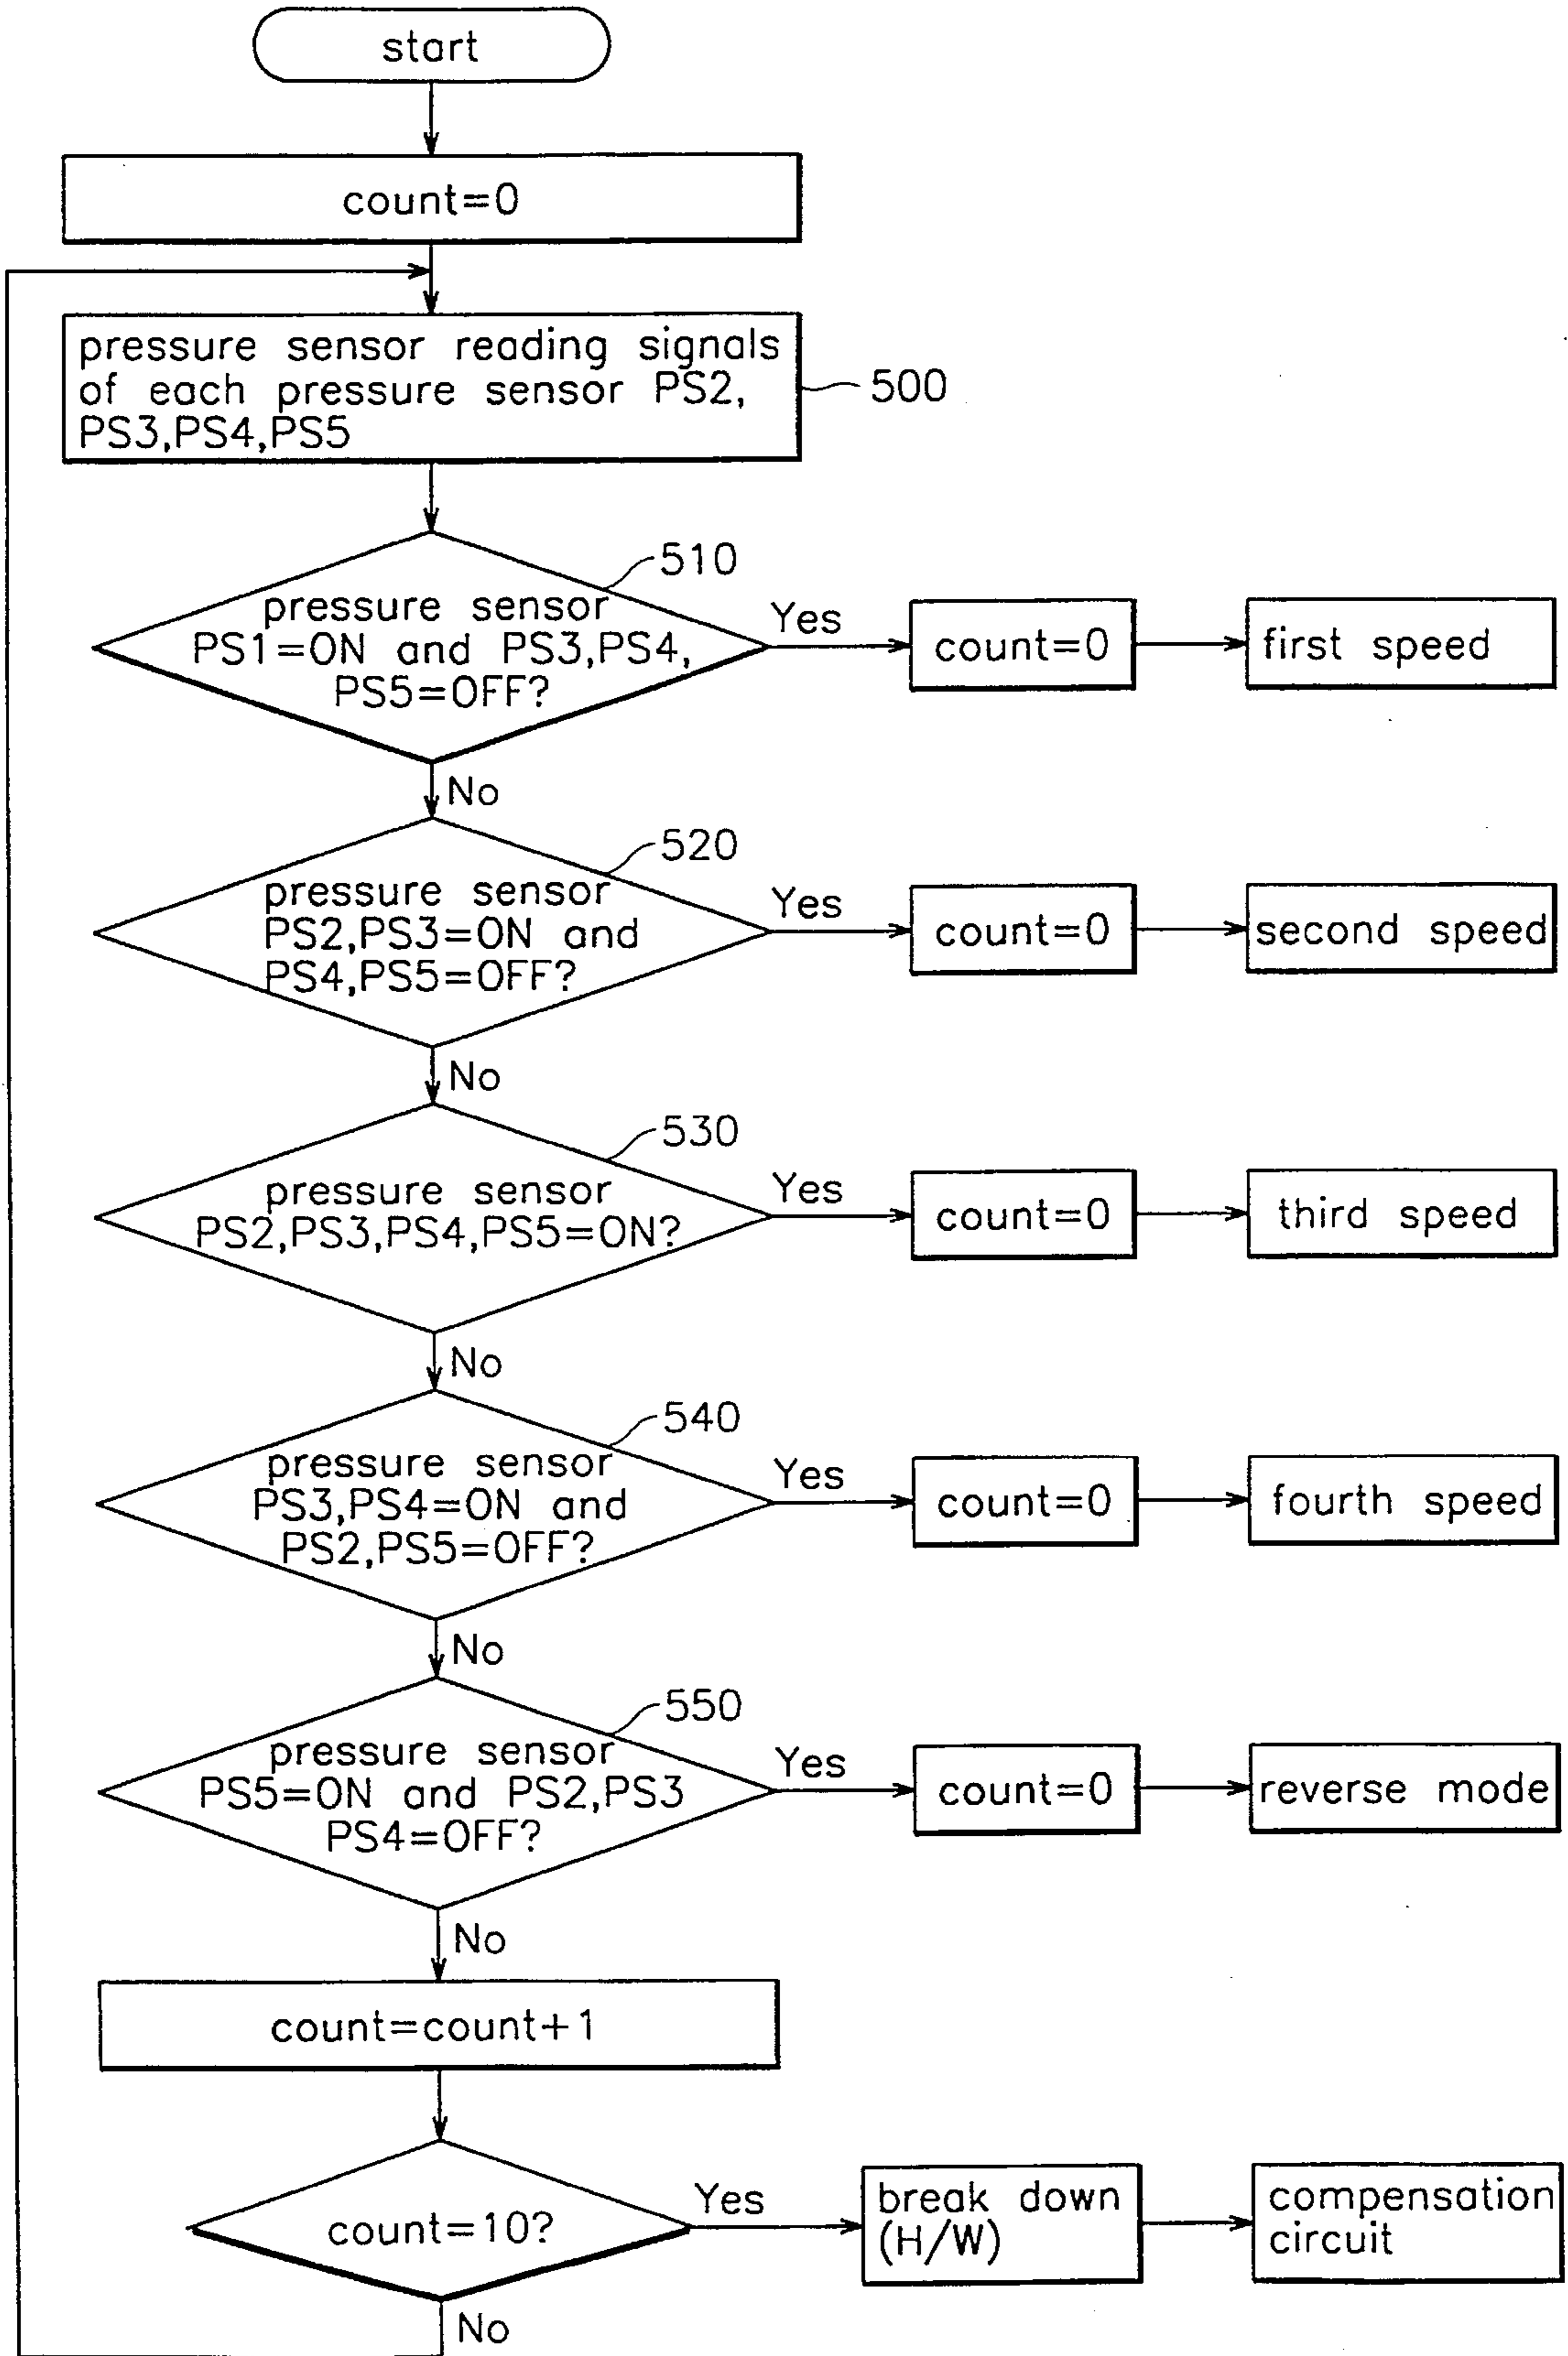 start
count=0
pressure sensor reading signals
of each pressure sensor PS2,
PS3,PS4,PS5
500
510
pressure sensor
PS1=ON and PS3,PS4,
PS5=OFF?
Yes
count=0
first speed
No
520
pressure sensor
PS2,PS3=ON and
PS4,PS5=OFF?
Yes
count=0
second speed
No
530
pressure sensor
PS2,PS3,PS4,PS5=ON?
Yes
count=0
third speed
No
540
pressure sensor
PS3,PS4=ON and
PS2,PS5=OFF?
Yes
count=0
fourth speed
No
550
pressure sensor
PS5=ON and PS2,PS3
PS4=OFF?
Yes
count=0
reverse mode
No
count=count+1
count=10?
Yes
break down
(H/W)
compensation
circuit
No